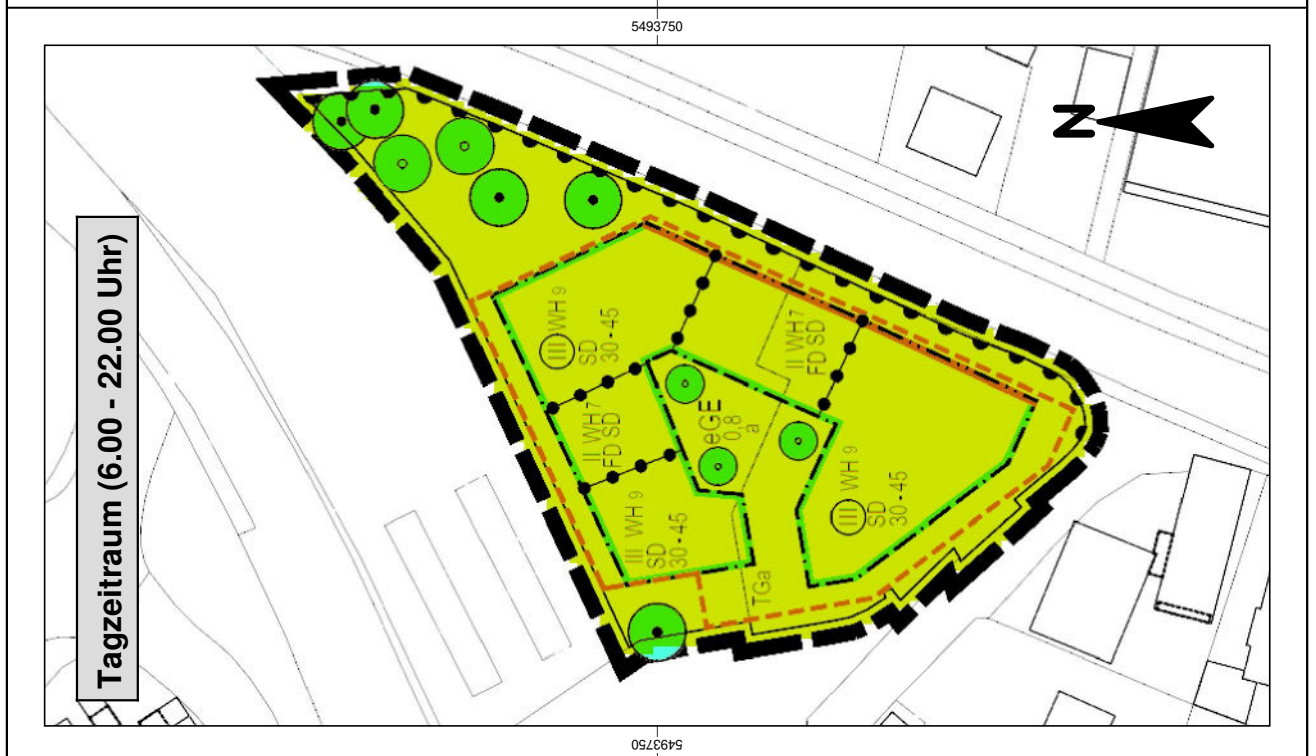 5493750
Tagzeitraum (6.00 - 22.00 Uhr)
N
III WH 9
SD
30 - 45
II WH 7
FD SD
II WH 7
FD SD
eGE
0,8
a
III WH 9
SD
30 - 45
III WH 9
SD
30 - 45
TGa
5493750